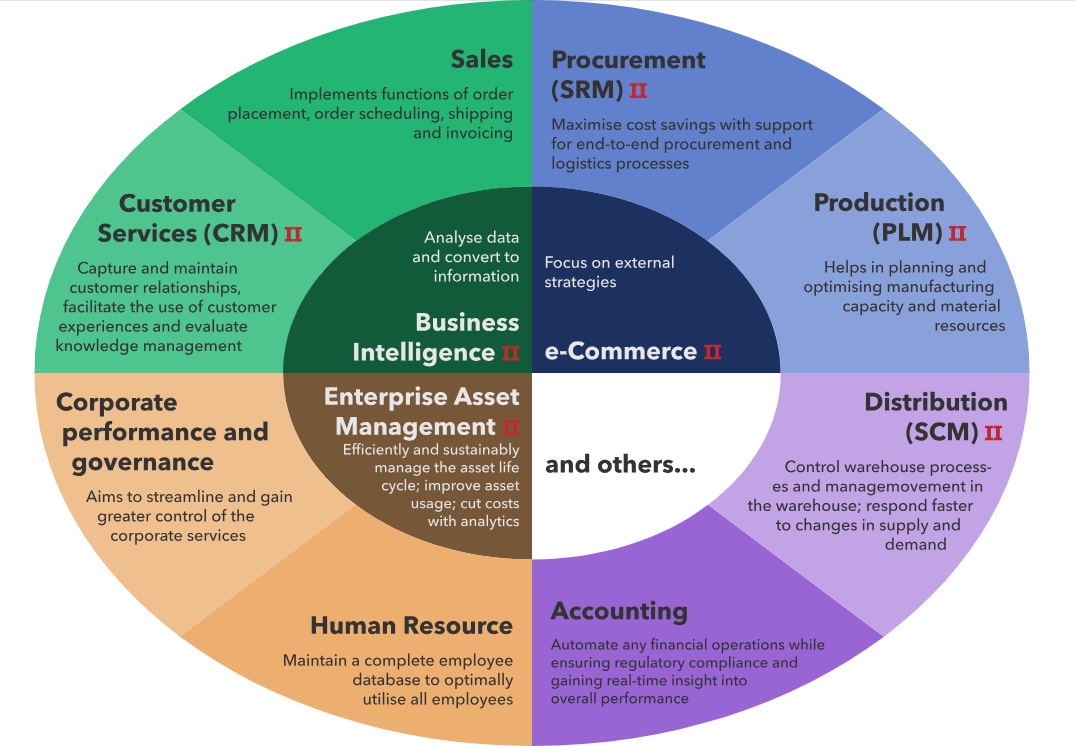 Sales
Implements functions of order
placement, order scheduling, shipping
and invoicing
Procurement
(SRM) II
Maximise cost savings with support
for end-to-end procurement and
logistics processes
Customer
Services (CRM) II
Capture and maintain
customer relationships,
facilitate the use of customer
experiences and evaluate
knowledge management
Analyse data
and convert to
information
Business
Intelligence II
Focus on external
strategies
e-Commerce II
Production
(PLM) II
Helps in planning and
optimising manufacturing
capacity and material
resources
Corporate
performance and
governance
Aims to streamline and gain
greater control of the
corporate services
Enterprise Asset
Management II
Efficiently and sustainably
manage the asset life
cycle; improve asset
usage; cut costs
with analytics
and others...
Distribution
(SCM) II
Control warehouse process-
es and managemovement in
the warehouse; respond faster
to changes in supply and
demand
Human Resource
Maintain a complete employee
database to optimally
utilise all employees
Accounting
Automate any financial operations while
ensuring regulatory compliance and
gaining real-time insight into
overall performance